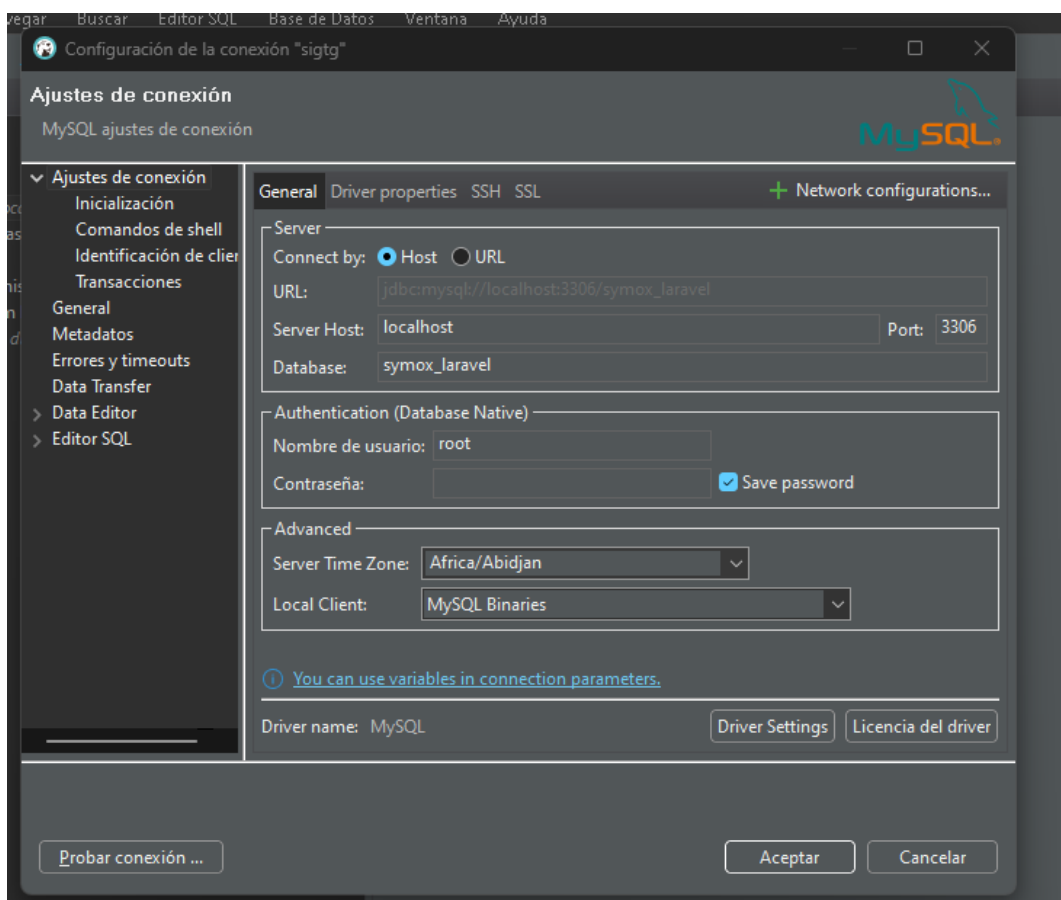 vegar Buscar Editor SQL Base de Datos Ventana Ayuda
Configuración de la conexión "sigtg"
Ajustes de conexión
MySQL ajustes de conexión
MySQL
Ajustes de conexión
Inicialización
Comandos de shell
Identificación de clier
Transacciones
General
Metadatos
Errores y timeouts
Data Transfer
Data Editor
Editor SQL
General Driver properties SSH SSL
Network configurations...
Server
Connect by: Host URL
URL: jdbc:mysql://localhost:3306/symox_laravel
Server Host: localhost Port: 3306
Database: symox_laravel
Authentication (Database Native)
Nombre de usuario: root
Contraseña: Save password
Advanced
Server Time Zone: Africa/Abidjan
Local Client: MySQL Binaries
You can use variables in connection parameters.
Driver name: MySQL Driver Settings Licencia del driver
Probar conexión ... Aceptar Cancelar